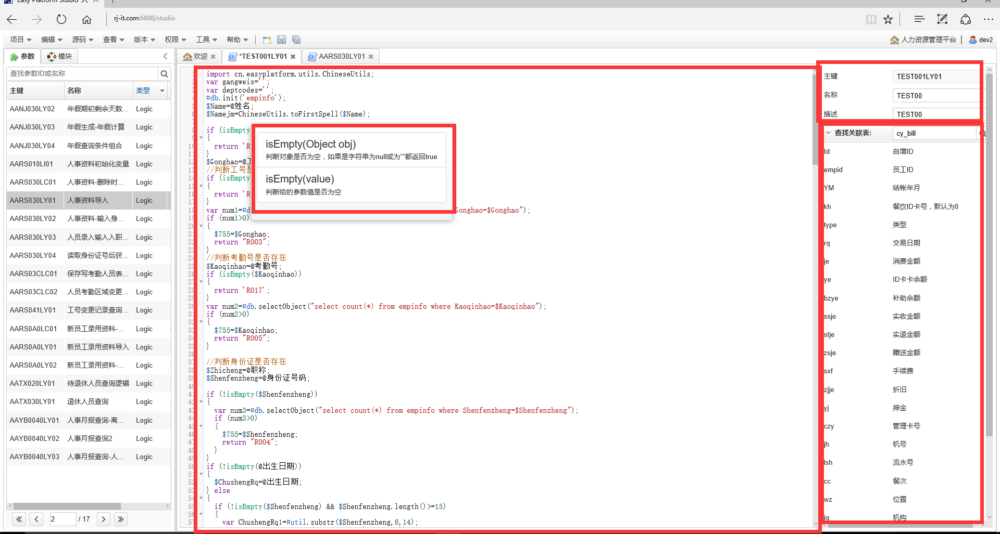 Easy Platform Studio
rj-it.com:6888/studio
项目 编辑 源码 查看 版本 权限 工具 帮助 人力资源管理平台 dev2
参数 模块 欢迎 *TEST001LY01 AARS030LY01
查找参数ID或名称
主键 名称 类型
AANJ030LY02 年假期初剩余天数... Logic
AANJ030LY03 年假生成-年假计算 Logic
AANJ030LY04 年假查询条件组合 Logic
AARS010LI01 人事资料初始化变量 Logic
AARS030LC01 人事资料-删除时... Logic
AARS030LY01 人事资料导入 Logic
AARS030LY02 人事资料-输入身... Logic
AARS030LY03 人员录入输入入职... Logic
AARS030LY04 读取身份证号后获... Logic
AARS03CLC01 保存写考勤人员表... Logic
AARS03CLC02 人员考勤区域变更... Logic
AARS041LY01 工号变更记录查询... Logic
AARS0A0LC01 新员工录用资料-... Logic
AARS0A0LY01 新员工录用资料导入 Logic
AARS0A0LY02 新员工录用资料-... Logic
AATX020LY01 待退休人员查询逻辑 Logic
AATX030LY01 退休人员查询 Logic
AAYB0040LY01 人事月报查询-离... Logic
AAYB0040LY02 人事月报查询2 Logic
AAYB0040LY03 人事月报查询-人... Logic
2 / 17
import cn.easyplatform.utils.ChineseUtils;
var gangweis='';
var deptcodes='';
#db.init('empinfo');
$Name=@姓名;
$Namejm=ChineseUtils.toFirstSpell($Name);
if (isEmpty
{
return 'R
}
$Gonghao=@
//判断工号是
if (isEmpty
{
return 'R
}
var num1=#d Gonghao=$Gonghao");
if (num1>0)
{
$755=$Gonghao;
return "R003";
}
//判断考勤号是否存在
$Kaoqinhao=@考勤号;
if (isEmpty($Kaoqinhao))
{
return 'R017';
}
var num2=#db.selectObject("select count(*) from empinfo where Kaoqinhao=$Kaoqinhao");
if (num2>0)
{
$755=$Kaoqinhao;
return "R005";
}
//判断身份证是否存在
$Zhicheng=@职称;
$Shenfenzheng=@身份证号码;
if (!isEmpty($Shenfenzheng))
{
var num3=#db.selectObject("select count(*) from empinfo where Shenfenzheng=$Shenfenzheng");
if (num3>0)
{
$755=$Shenfenzheng;
return "R004";
}
}
if (!isEmpty(@出生日期))
{
$ChushengRq=@出生日期;
} else
{
if (!isEmpty($Shenfenzheng) && $Shenfenzheng.length()>=15)
{
var ChushengRq1=#util.substr($Shenfenzheng,6,14);
isEmpty(Object obj)
判断对象是否为空，如果是字符串为null或为""都返回true
isEmpty(value)
判断给的参数值是否为空
主键 TEST001LY01
名称 TEST00
描述 TEST00
查找关联表: cy_bill
Id 自增ID
empid 员工ID
YM 结帐年月
kh 餐饮ID卡号，默认为0
type 类型
rq 交易日期
je 消费金额
ye ID卡卡余额
bzye 补助余额
ssje 实收金额
stje 实退金额
zsje 赠送金额
sxf 手续费
zjje 折旧
yj 押金
czy 管理卡号
jh 机号
lsh 流水号
cc 餐次
wz 位置
jg 机构